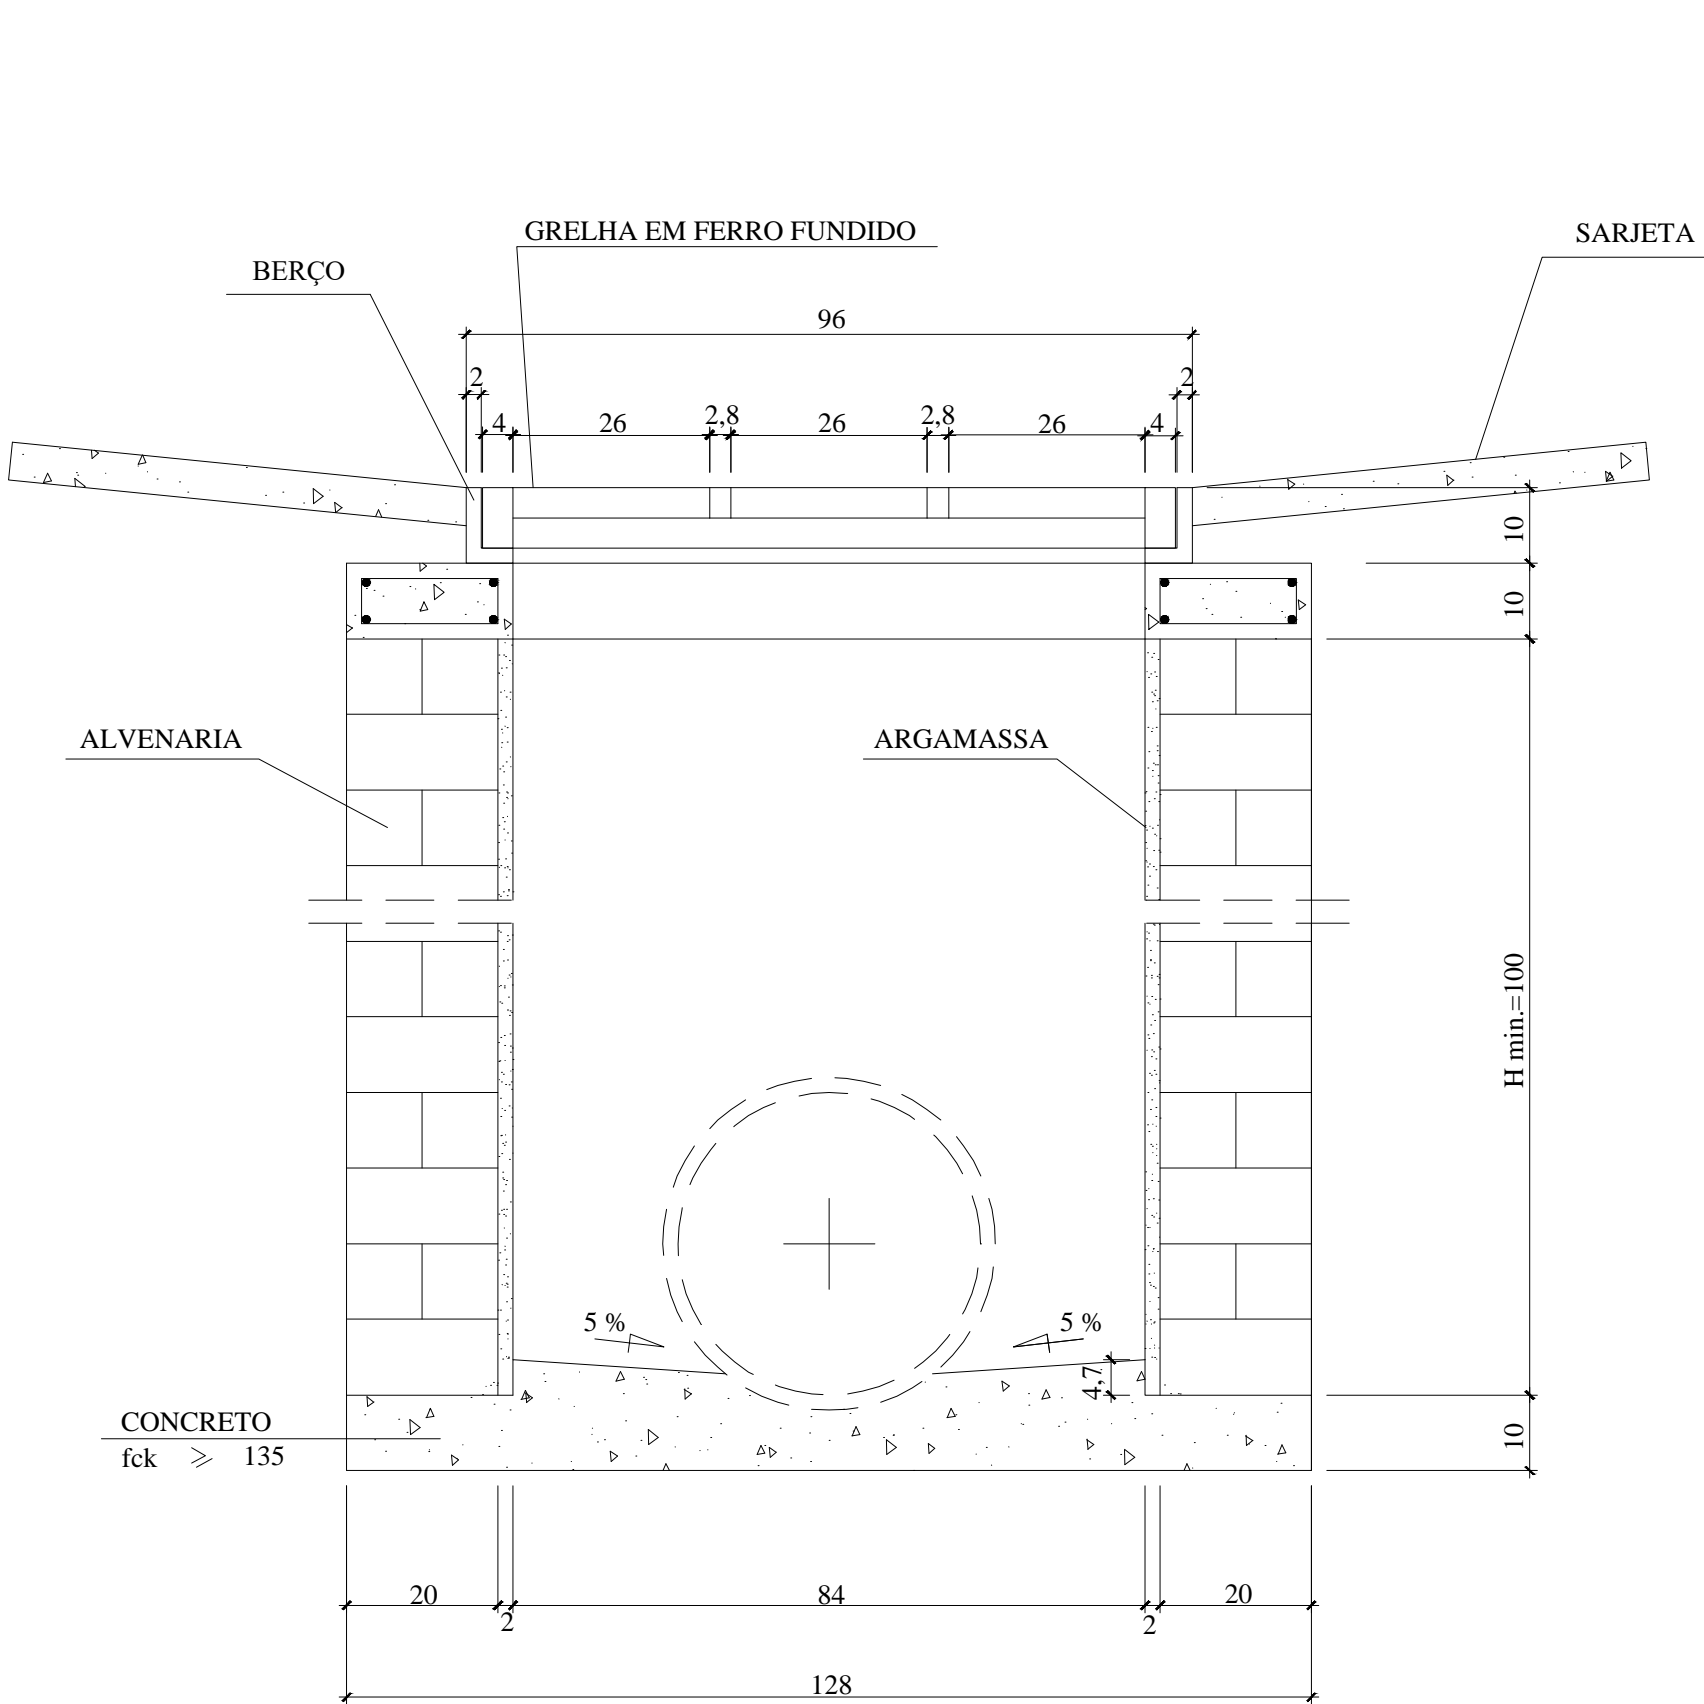 GRELHA EM FERRO FUNDIDO
SARJETA
BERÇO
96
2
2
4
26
2,8
26
2,8
26
4
10
10
ALVENARIA
ARGAMASSA
H min.=100
5 %
5 %
4,7
CONCRETO
fck ⩾ 135
10
20
2
84
2
20
128